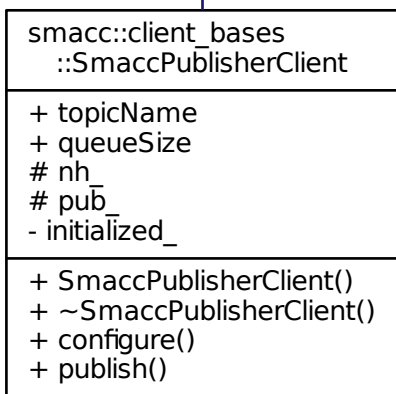 smacc::client_bases
::SmaccPublisherClient
+ topicName
+ queueSize
# nh_
# pub_
- initialized_
+ SmaccPublisherClient()
+ ~SmaccPublisherClient()
+ configure()
+ publish()